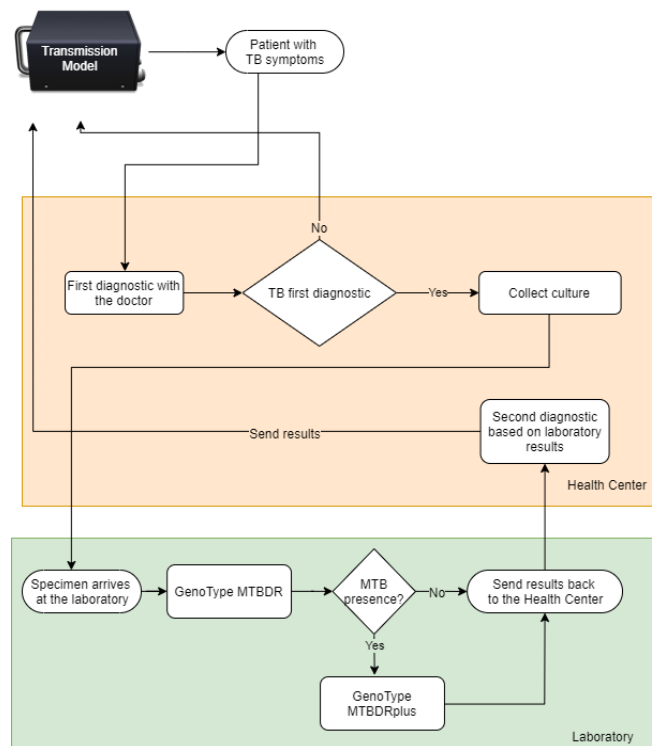 Transmission
Model
Patient with
TB symptoms
No
First diagnostic with
the doctor
TB first diagnostic
Yes
Collect culture
Second diagnostic
based on laboratory
results
Send results
Health Center
Specimen arrives
at the laboratory
GenoType MTBDR
MTB
presence?
No
Send results back
to the Health Center
Yes
GenoType
MTBDRplus
Laboratory